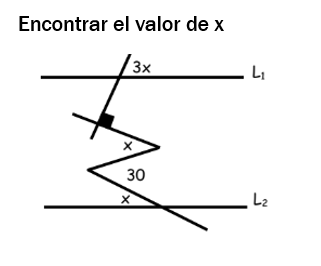 Encontrar el valor de x
3x
L₁
x
30
x
L₂